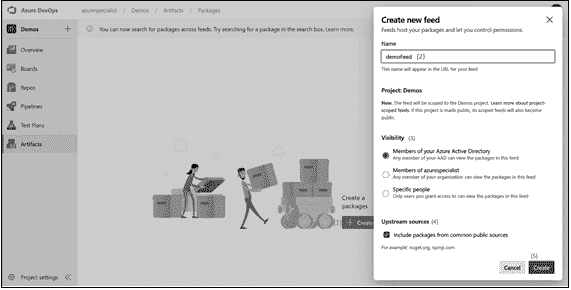 Azure DevOps
azurespecialist / Demos / Artifacts / Packages
Demos
Overview
Boards
Repos
Pipelines
Test Plans
Artifacts
Project settings
You can now search for packages across feeds. Try searching for a package in the search box. Learn more.
Create a
packages
(1)
+ Create
Create new feed
Feeds host your packages and let you control permissions.
Name
demofeed (2)
This name will appear in the URL for your feed
Project: Demos
New. The feed will be scoped to the Demos project. Learn more about project-
scoped feeds. If this project is made public, its scoped feeds will also become
public.
Visibility (3)
Members of your Azure Active Directory
Any member of your AAD can view the packages in this feed
Members of azurespecialist
Any member of your organization can view the packages in this feed
Specific people
Only users you grant access to can view the packages in this feed
Upstream sources (4)
Include packages from common public sources
For example; nuget.org, npmjs.com
(5)
Cancel
Create